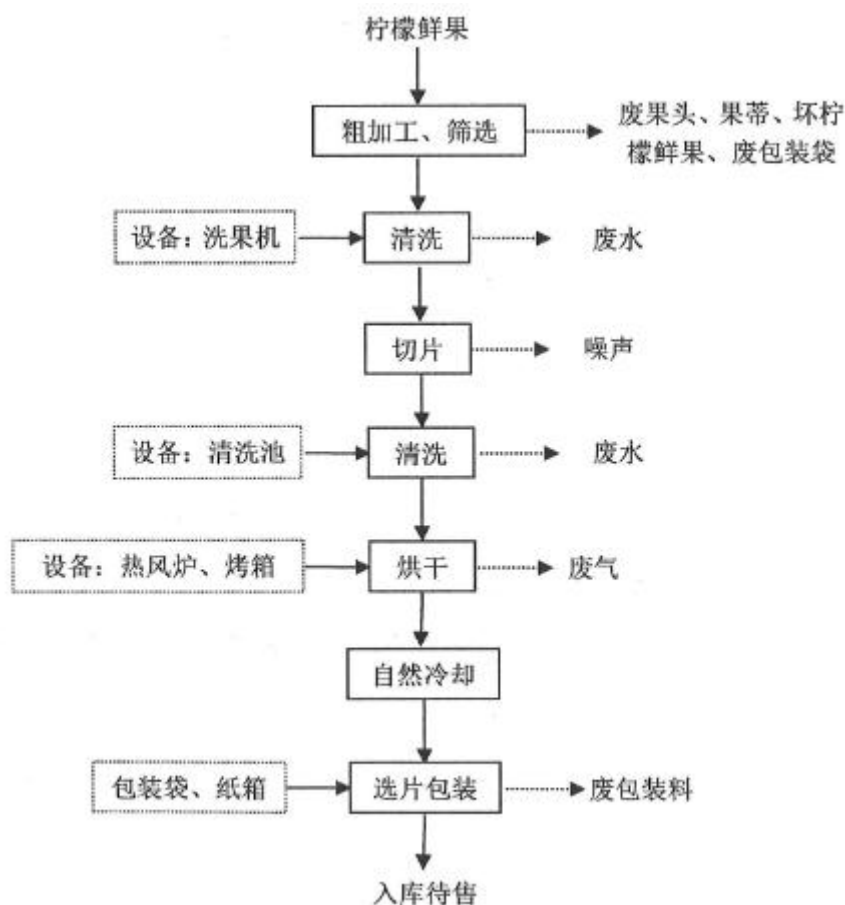 柠檬鲜果
粗加工、筛选
废果头、果蒂、坏柠
檬鲜果、废包装袋
设备：洗果机
清洗
废水
切片
噪声
设备：清洗池
清洗
废水
设备：热风炉、烤箱
烘干
废气
自然冷却
包装袋、纸箱
选片包装
废包装料
入库待售